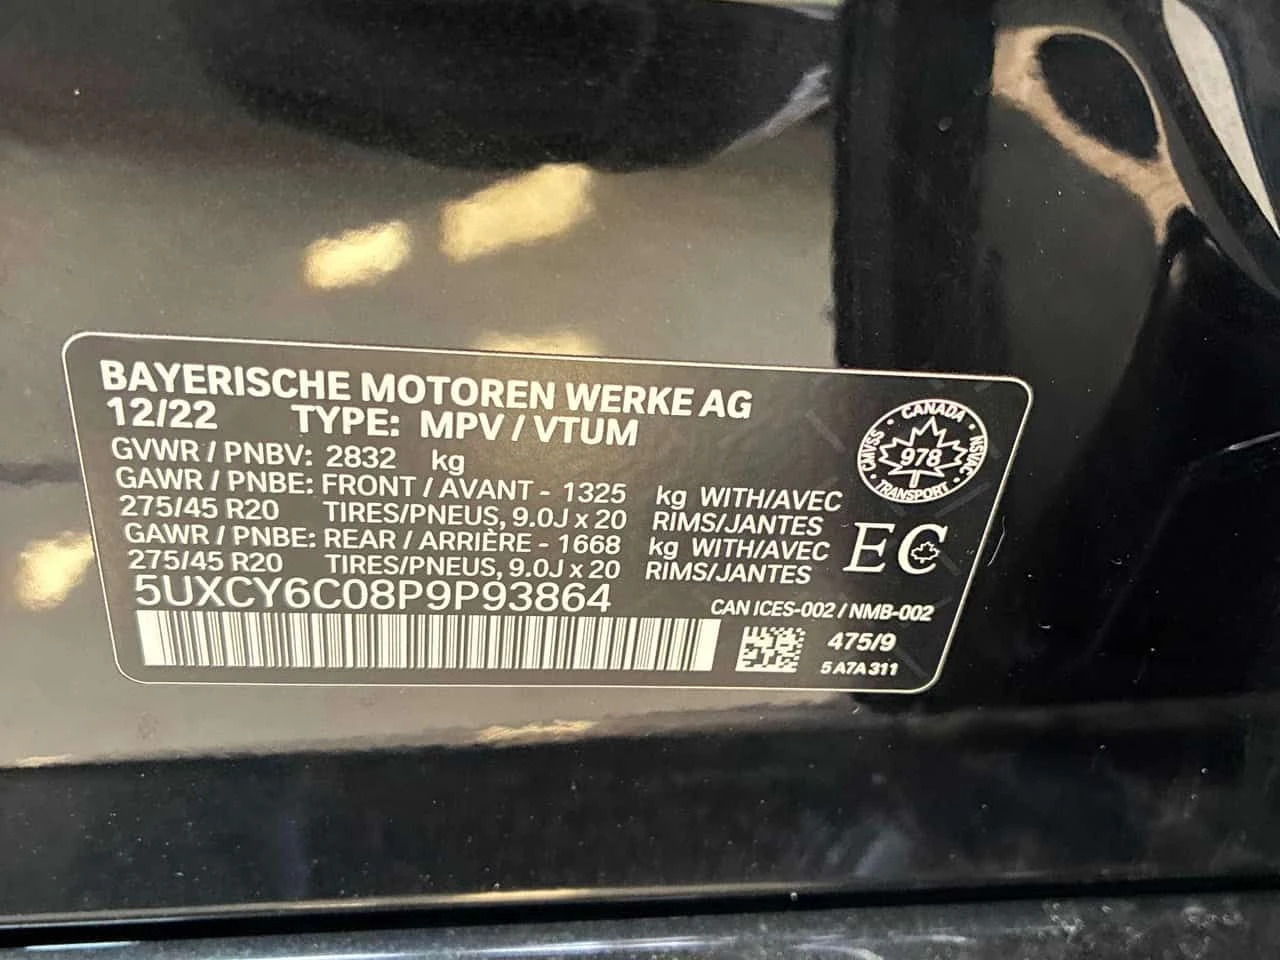 BAYERISCHE MOTOREN WERKE AG
12/22 TYPE: MPV / VTUM
GVWR / PNBV: 2832 kg
GAWR / PNBE: FRONT / AVANT - 1325 kg WITH/AVEC
275/45 R20 TIRES/PNEUS, 9.0J x 20 RIMS/JANTES
GAWR / PNBE: REAR / ARRIÈRE - 1668 kg WITH/AVEC
275/45 R20 TIRES/PNEUS, 9.0J x 20 RIMS/JANTES
5UXCY6C08P9P93864
CANADA
CMVSS
978
NSVAC
TRANSPORT
EC
CAN ICES-002 / NMB-002
475/9
5 A7A 311